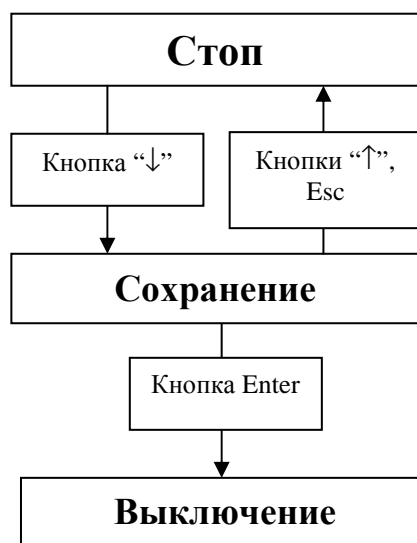 Стоп
Кнопка “↓”
Кнопки “↑”,
Esc
Сохранение
Кнопка Enter
Выключение